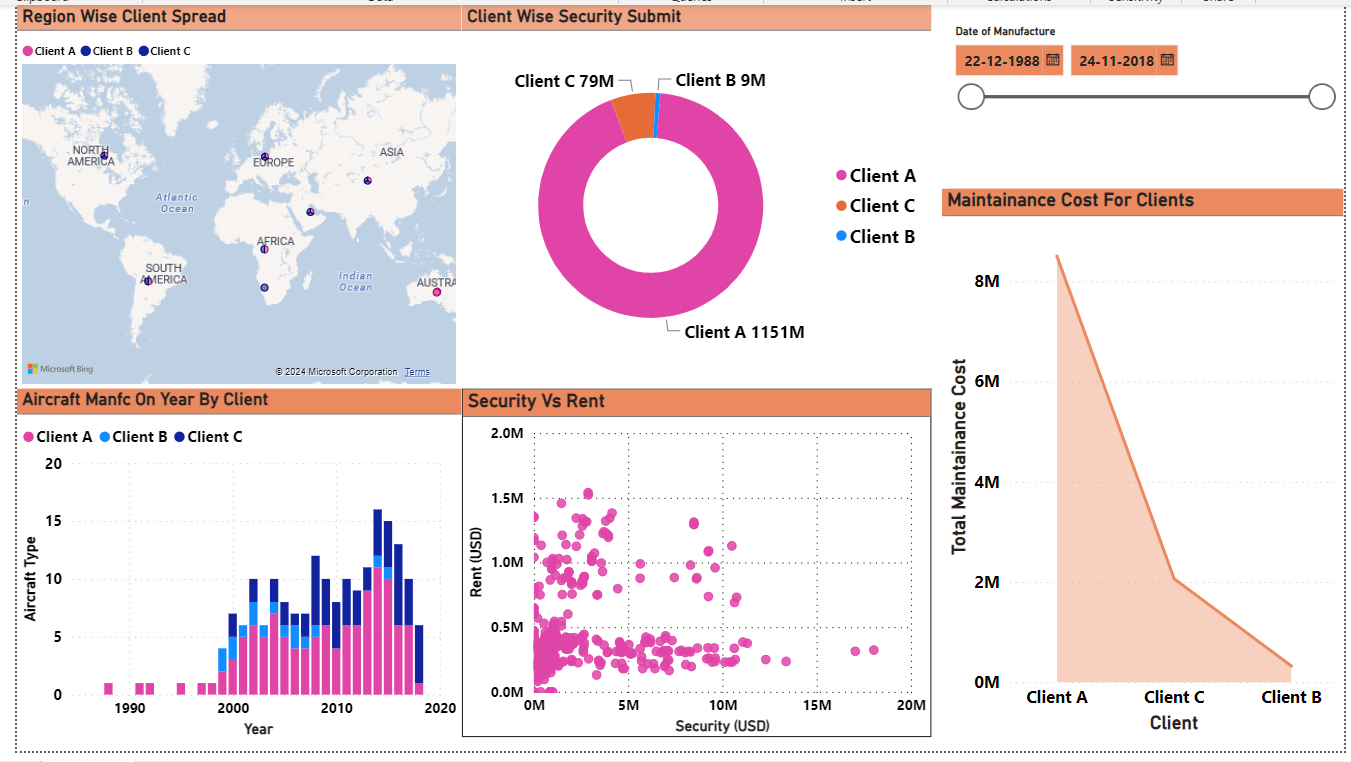 Region Wise Client Spread
Client A Client B Client C
NORTH
AMERICA
EUROPE
ASIA
Atlantic
Ocean
AFRICA
SOUTH
AMERICA
Indian
Ocean
AUSTRA
Microsoft Bing
© 2024 Microsoft Corporation Terms
Client Wise Security Submit
Client C 79M
Client B 9M
Client A 1151M
Client A
Client C
Client B
Date of Manufacture
22-12-1988
24-11-2018
Aircraft Manfc On Year By Client
Client A Client B Client C
Aircraft Type
20
15
10
5
0
1990 2000 2010 2020
Year
Security Vs Rent
Rent (USD)
2.0M
1.5M
1.0M
0.5M
0.0M
0M 5M 10M 15M 20M
Security (USD)
Maintainance Cost For Clients
Total Maintainance Cost
8M
6M
4M
2M
0M
Client A Client C Client B
Client